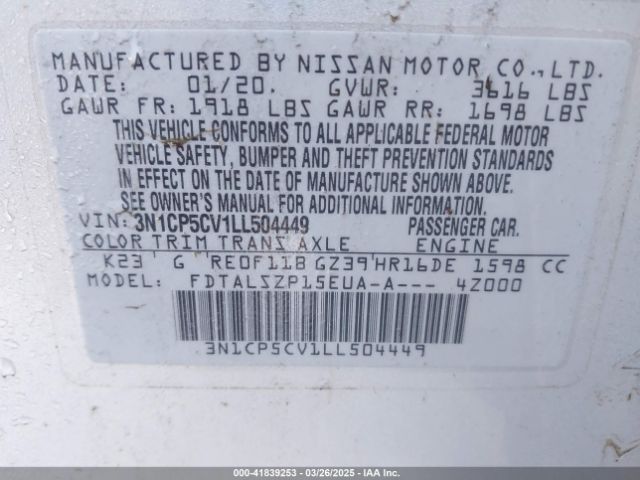 MANUFACTURED BY NISSAN MOTOR CO.,LTD.
DATE: 01/20. GVWR: 3616 LBS
GAWR FR: 1918 LBS GAWR RR: 1698 LBS
THIS VEHICLE CONFORMS TO ALL APPLICABLE FEDERAL MOTOR
VEHICLE SAFETY, BUMPER AND THEFT PREVENTION STANDARDS
IN EFFECT ON THE DATE OF MANUFACTURE SHOWN ABOVE.
SEE OWNER'S MANUAL FOR ADDITIONAL INFORMATION.
VIN: 3N1CP5CV1LL504449 PASSENGER CAR.
COLOR TRIM TRANS AXLE ENGINE
K23 G RE0F11B GZ39 HR16DE 1598 CC
MODEL: FDTALSZP15EUA-A--- 4Z000
3N1CP5CV1LL504449
000-41839253 - 03/26/2025 - IAA Inc.